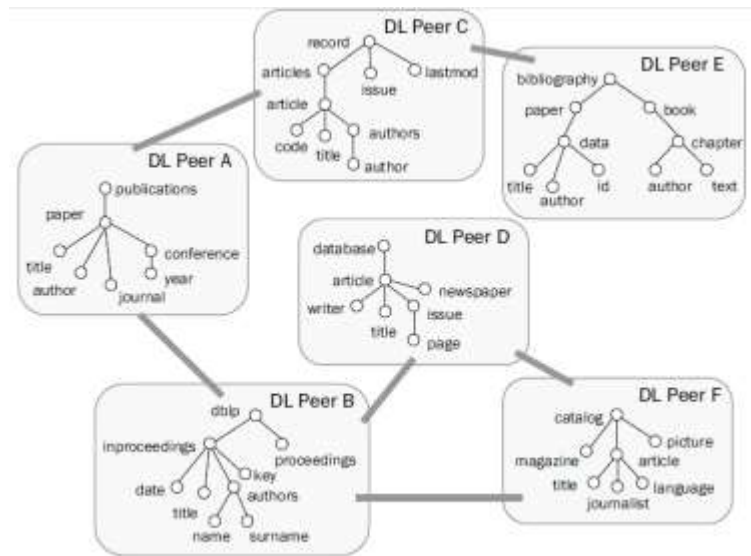 DL Peer C
record
articles
lastmod
issue
article
authors
code
title
author
DL Peer E
bibliography
paper
book
data
chapter
title
id
author
author
text
DL Peer A
publications
paper
conference
title
year
author
journal
DL Peer D
database
article
newspaper
writer
issue
title
page
DL Peer B
dblp
inproceedings
proceedings
key
date
authors
title
name
surname
DL Peer F
catalog
picture
magazine
article
title
language
journalist